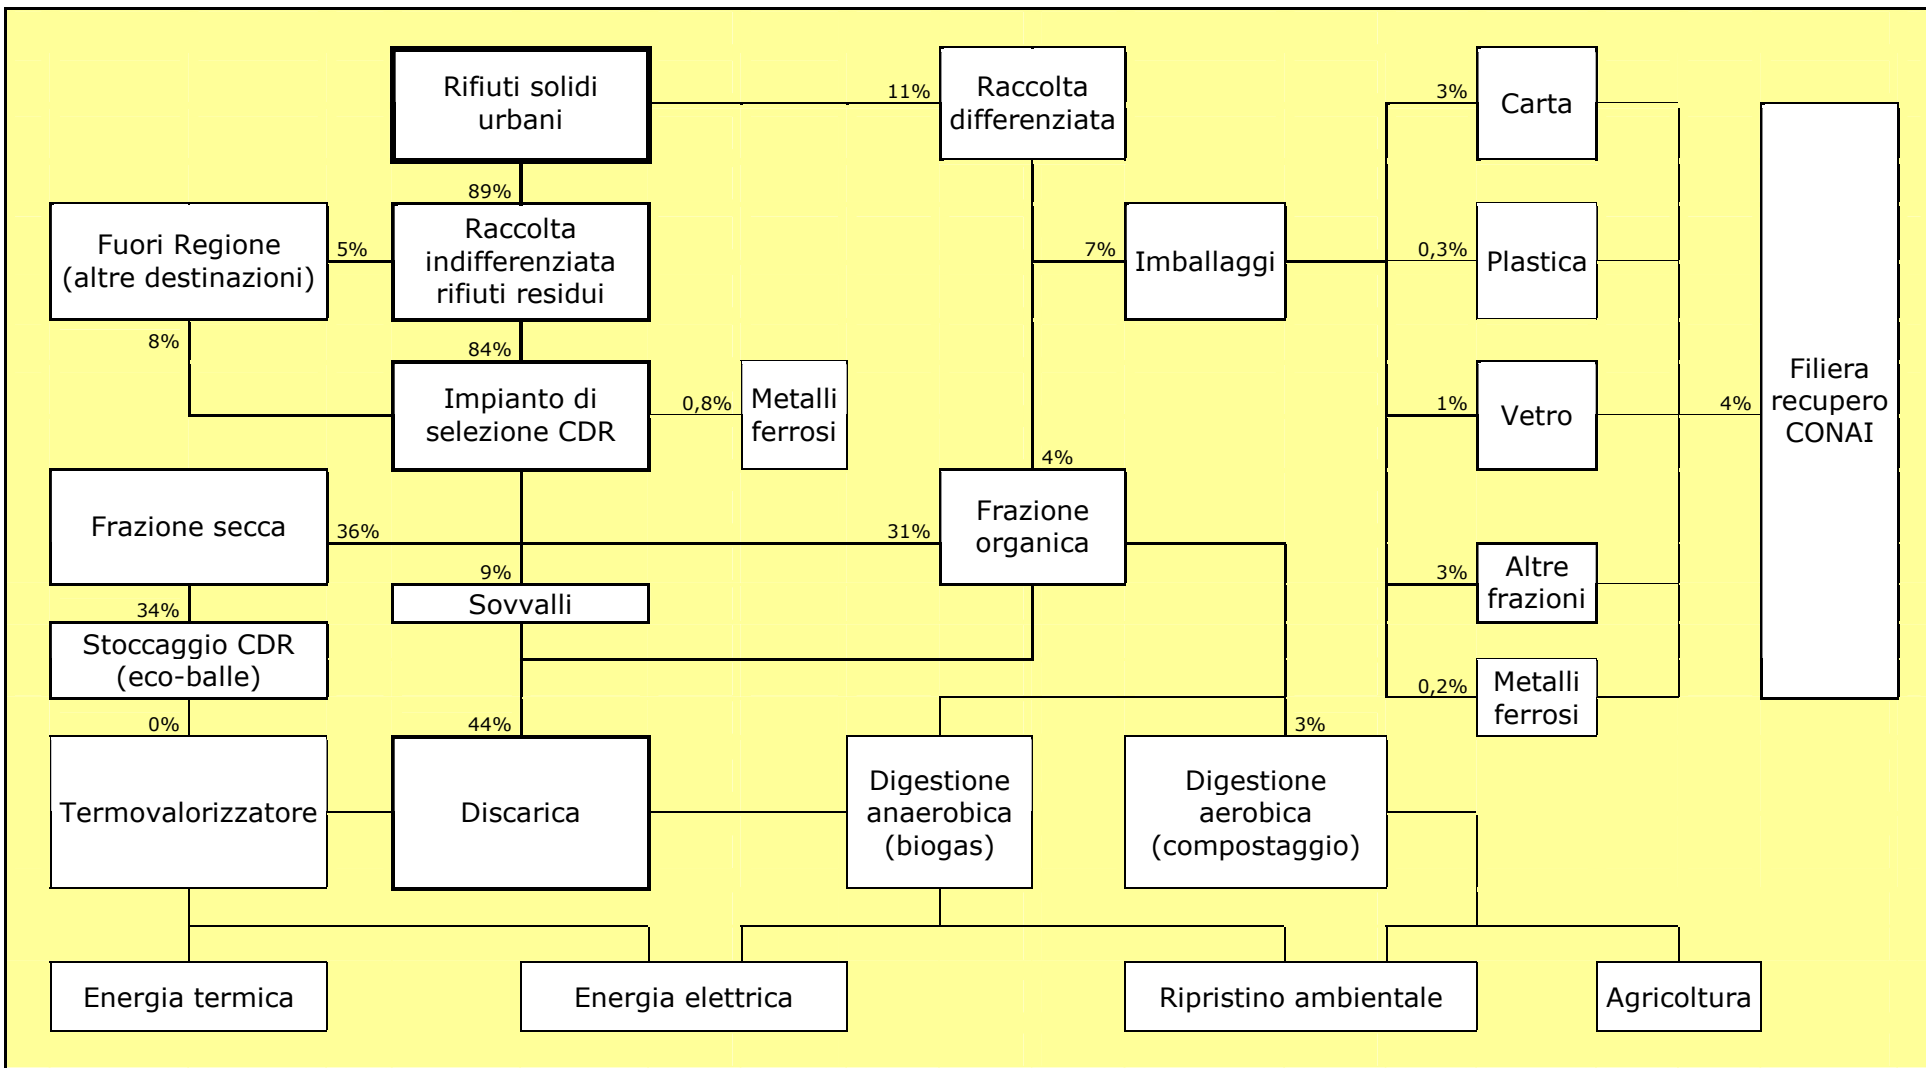 Rifiuti solidi
urbani
11%
Raccolta
differenziata
3%
Carta
89%
Fuori Regione
(altre destinazioni)
5%
Raccolta
indifferenziata
rifiuti residui
7%
Imballaggi
0,3%
Plastica
8%
84%
Impianto di
selezione CDR
0,8%
Metalli
ferrosi
1%
Vetro
4%
Filiera
recupero
CONAI
4%
Frazione secca
36%
31%
Frazione
organica
9%
Sovvalli
3%
Altre
frazioni
34%
Stoccaggio CDR
(eco-balle)
0,2%
Metalli
ferrosi
0%
44%
3%
Termovalorizzatore
Discarica
Digestione
anaerobica
(biogas)
Digestione
aerobica
(compostaggio)
Energia termica
Energia elettrica
Ripristino ambientale
Agricoltura